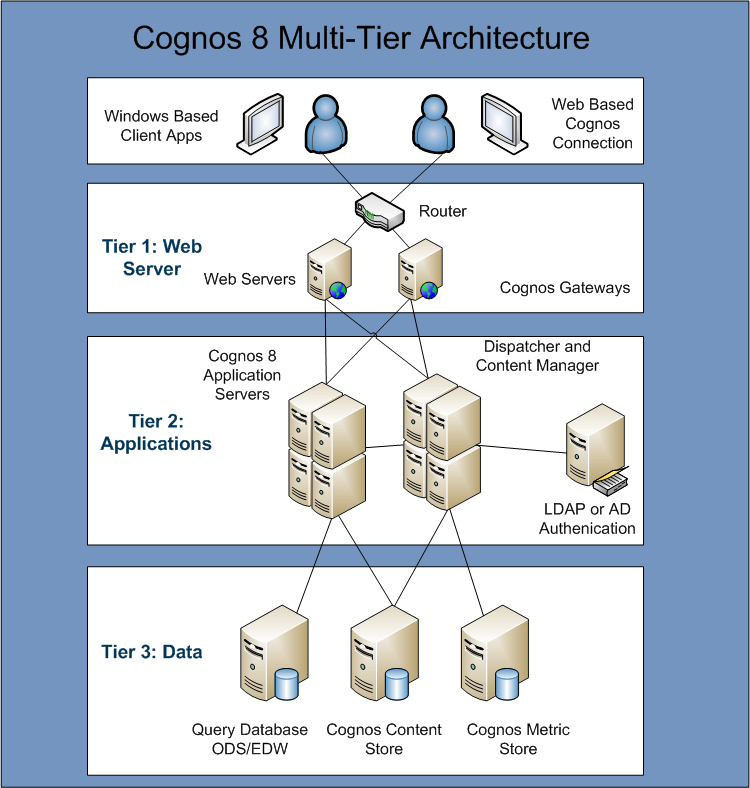 Cognos 8 Multi-Tier Architecture
Windows Based
Client Apps
Web Based
Cognos
Connection
Router
Tier 1: Web
Server
Web Servers
Cognos Gateways
Cognos 8
Application
Servers
Dispatcher and
Content Manager
Tier 2:
Applications
LDAP or AD
Authenication
Tier 3: Data
Query Database
ODS/EDW
Cognos Content
Store
Cognos Metric
Store